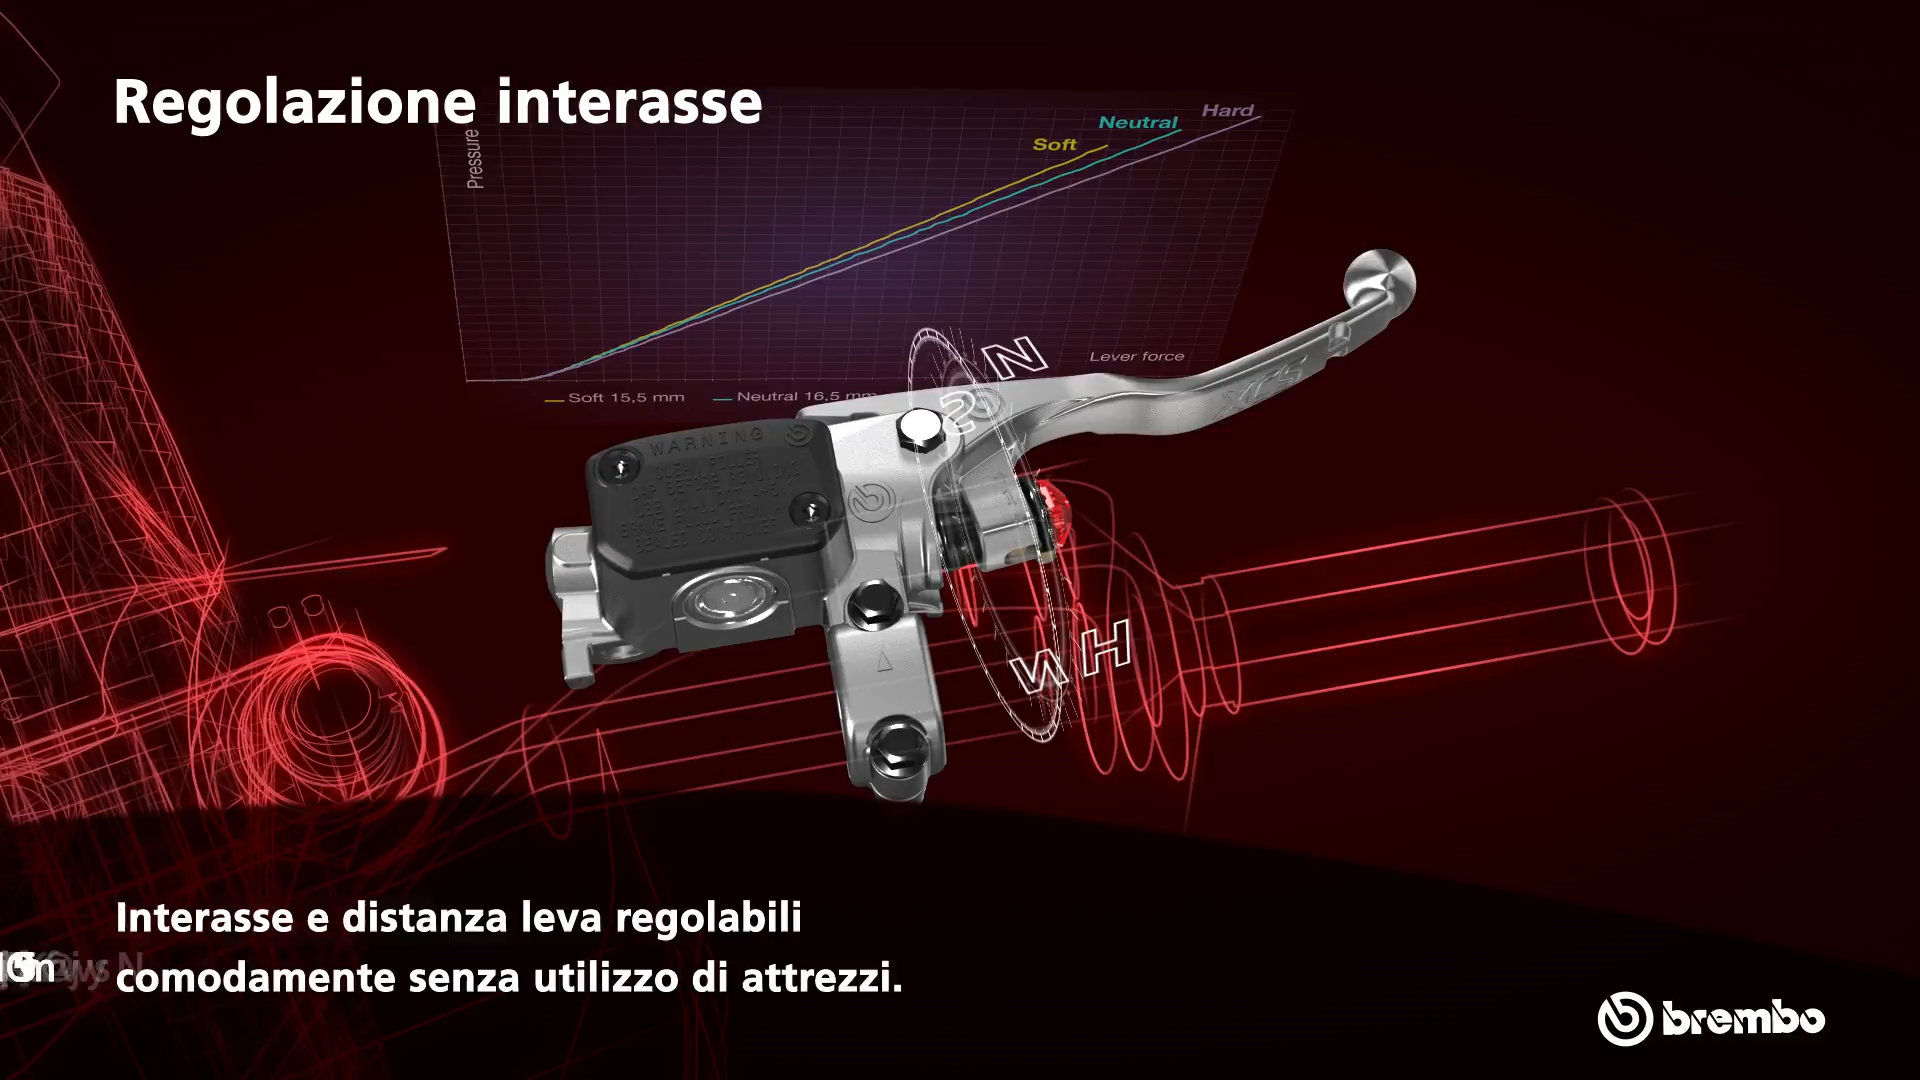 Regolazione interasse
Hard
Neutral
Soft
Pressure
Lever force
Soft 15,5 mm
Neutral 16,5 mm
N
S
WARNING
XCS
N H
Interasse e distanza leva regolabili
comodamente senza utilizzo di attrezzi.
brembo